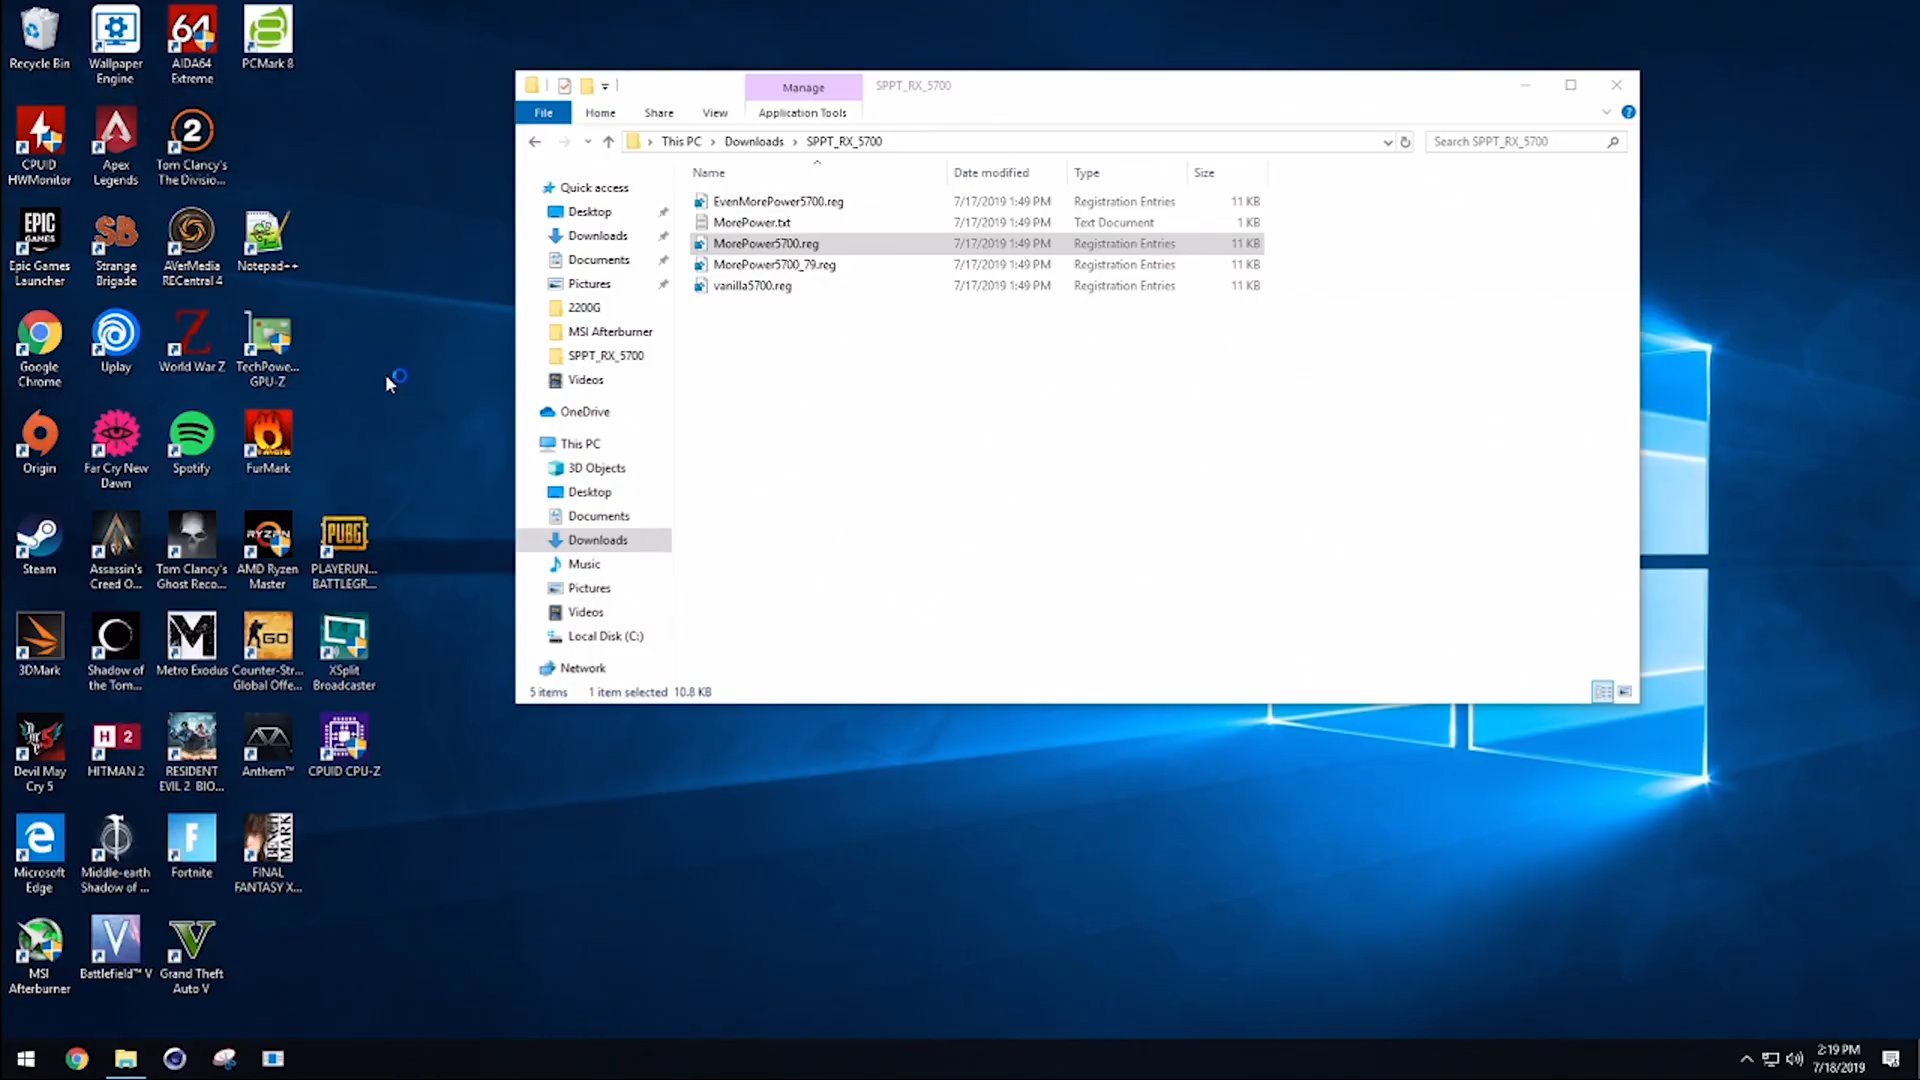 Recycle Bin
Wallpaper
Engine
64
AIDA64
Extreme
PCMark 8
CPUID
HWMonitor
Apex
Legends
2
Tom Clancy's
The Divisio...
EPIC
GAMES
Epic Games
Launcher
SB
Strange
Brigade
AVerMedia
RECentral 4
Notepad++
Google
Chrome
Uplay
World War Z
TechPowe...
GPU-Z
Origin
Far Cry New
Dawn
Spotify
FurMark
Steam
Assassin's
Creed O...
Tom Clancy's
Ghost Reco...
RYZEN
AMD Ryzen
Master
PUBG
PLAYERUN...
BATTLEGR...
3DMark
Shadow of
the Tom...
Metro Exodus
GO
Counter-Str...
Global Offe...
XSplit
Broadcaster
Devil May
Cry 5
H 2
HITMAN 2
RESIDENT
EVIL 2 BIO...
Anthem™
CPUID CPU-Z
Microsoft
Edge
Middle-earth
Shadow of ...
F
Fortnite
BENCH
MARK
FINAL
FANTASY X...
MSI
Afterburner
V
Battlefield™ V
V
Grand Theft
Auto V
Manage
SPPT_RX_5700
File
Home
Share
View
Application Tools
This PC > Downloads > SPPT_RX_5700
Search SPPT_RX_5700
Name
Date modified
Type
Size
EvenMorePower5700.reg 7/17/2019 1:49 PM Registration Entries 11 KB
MorePower.txt 7/17/2019 1:49 PM Text Document 1 KB
MorePower5700.reg 7/17/2019 1:49 PM Registration Entries 11 KB
MorePower5700_79.reg 7/17/2019 1:49 PM Registration Entries 11 KB
vanilla5700.reg 7/17/2019 1:49 PM Registration Entries 11 KB
Quick access
Desktop
Downloads
Documents
Pictures
2200G
MSI Afterburner
SPPT_RX_5700
Videos
OneDrive
This PC
3D Objects
Desktop
Documents
Downloads
Music
Pictures
Videos
Local Disk (C:)
Network
5 items
1 item selected 10.8 KB
2:19 PM
7/18/2019